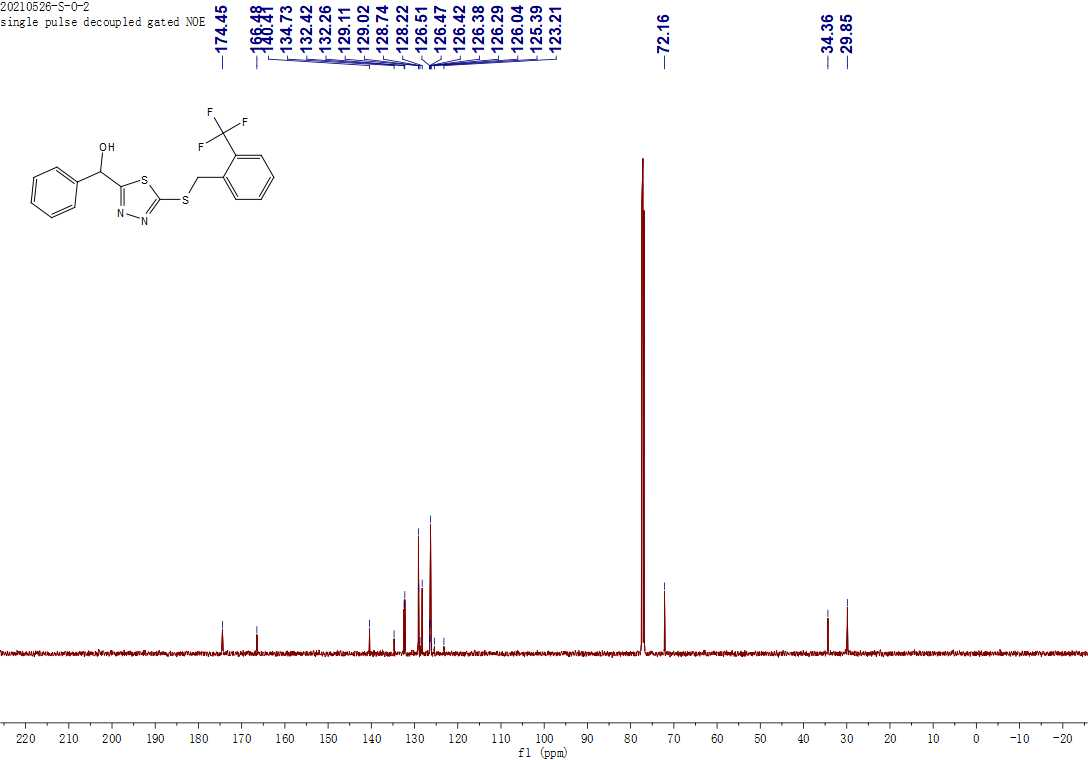 20210526-S-O-2
single pulse decoupled gated NOE
174.45
166.48
140.41
134.73
132.42
132.26
129.11
129.02
128.74
128.22
126.51
126.47
126.42
126.38
126.29
126.04
125.39
123.21
72.16
34.36
29.85
F
F
F
OH
S
S
N
N
220 210 200 190 180 170 160 150 140 130 120 110 100 90 80 70 60 50 40 30 20 10 0 -10 -20
f1 (ppm)